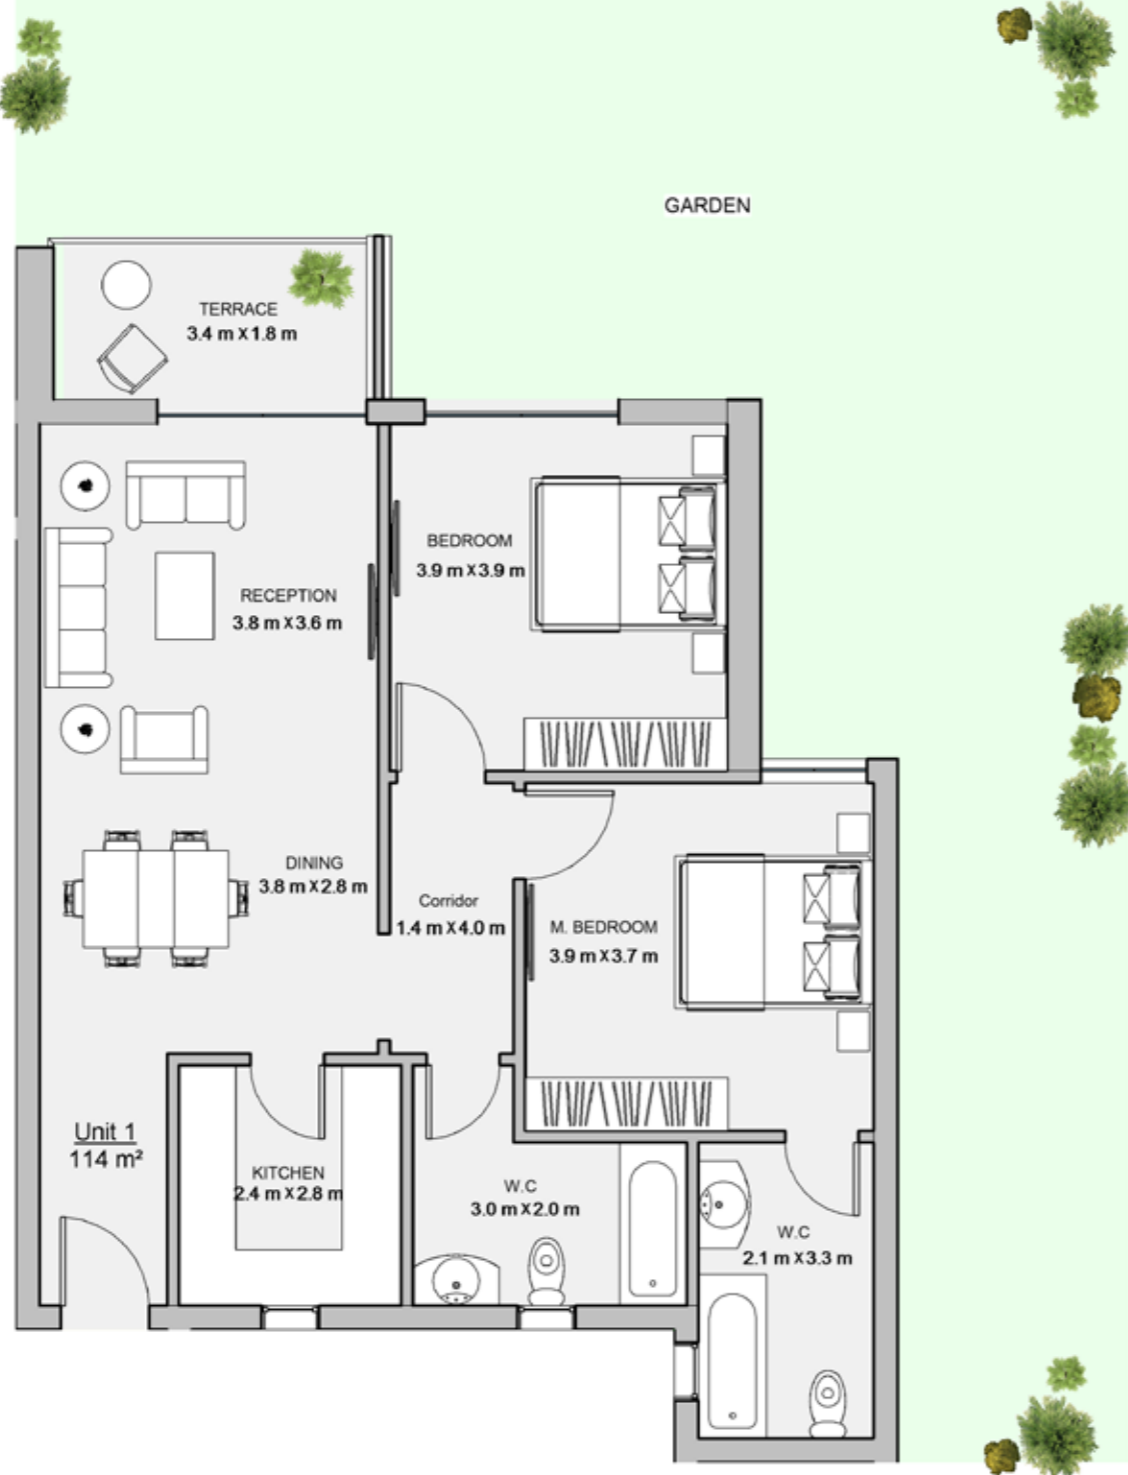 GARDEN
TERRACE
3.4 m X 1.8 m
BEDROOM
3.9 m X 3.9 m
RECEPTION
3.8 m X 3.6 m
DINING
3.8 m X 2.8 m
Corridor
1.4 m X 4.0 m
M. BEDROOM
3.9 m X 3.7 m
Unit 1
114 m²
KITCHEN
2.4 m X 2.8 m
W.C
3.0 m X 2.0 m
W.C
2.1 m X 3.3 m